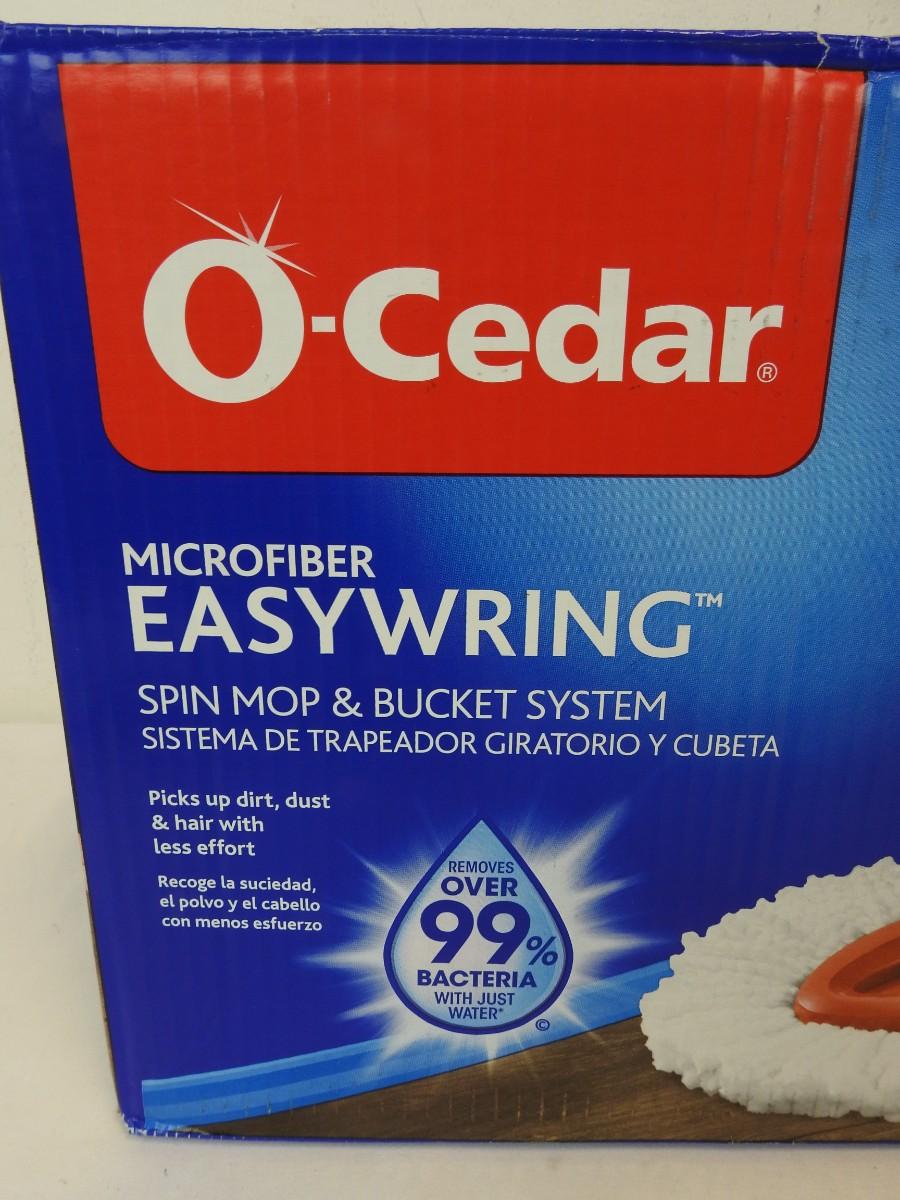 O-Cedar®
MICROFIBER
EASYWRING™
SPIN MOP & BUCKET SYSTEM
SISTEMA DE TRAPEADOR GIRATORIO Y CUBETA
Picks up dirt, dust
& hair with
less effort
Recoge la suciedad,
el polvo y el cabello
con menos esfuerzo
REMOVES
OVER
99%
BACTERIA
WITH JUST
WATER*
©